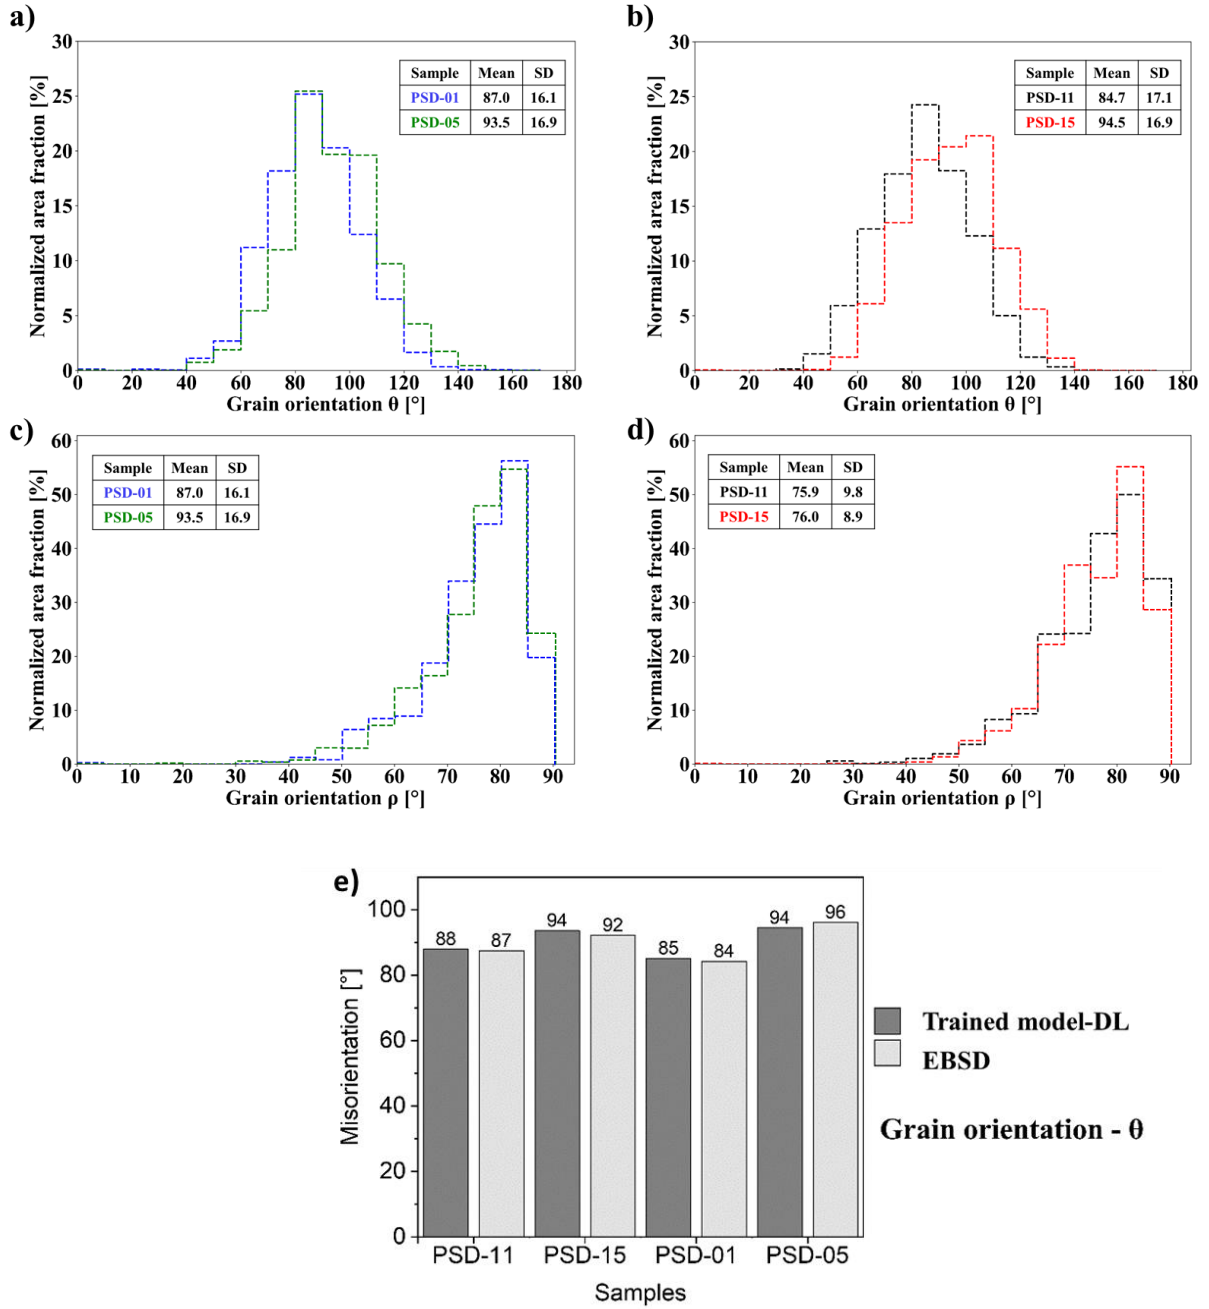 a)
30
25
20
15
10
5
0
Normalized area fraction [%]
Sample Mean SD
PSD-01 87.0 16.1
PSD-05 93.5 16.9
0 20 40 60 80 100 120 140 160 180
Grain orientation θ [°]
b)
30
25
20
15
10
5
0
Normalized area fraction [%]
Sample Mean SD
PSD-11 84.7 17.1
PSD-15 94.5 16.9
0 20 40 60 80 100 120 140 160 180
Grain orientation θ [°]
c)
60
50
40
30
20
10
0
Normalized area fraction [%]
Sample Mean SD
PSD-01 87.0 16.1
PSD-05 93.5 16.9
0 10 20 30 40 50 60 70 80 90
Grain orientation ρ [°]
d)
60
50
40
30
20
10
0
Normalized area fraction [%]
Sample Mean SD
PSD-11 75.9 9.8
PSD-15 76.0 8.9
0 10 20 30 40 50 60 70 80 90
Grain orientation ρ [°]
e)
100
80
60
40
20
0
Misorientation [°]
88 87 94 92 85 84 94 96
PSD-11 PSD-15 PSD-01 PSD-05
Samples
Trained model-DL
EBSD
Grain orientation - θ